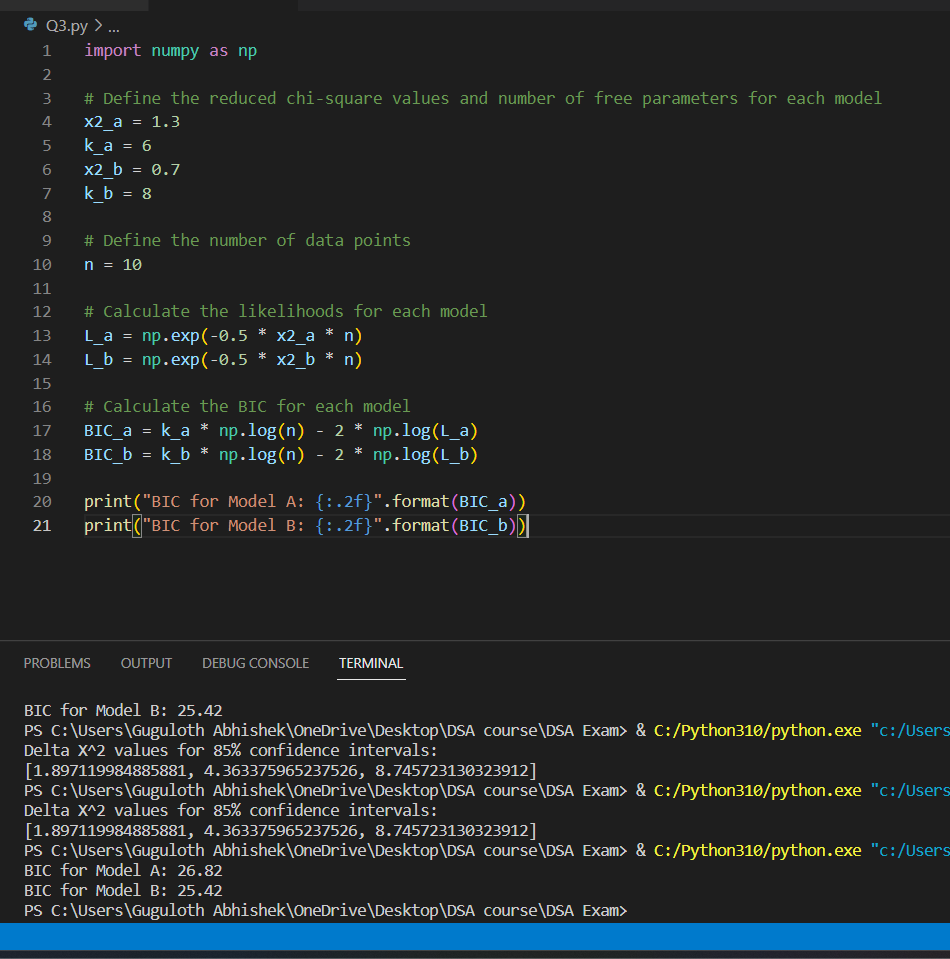 Q3.py > ...
1 import numpy as np
2
3 # Define the reduced chi-square values and number of free parameters for each model
4 x2_a = 1.3
5 k_a = 6
6 x2_b = 0.7
7 k_b = 8
8
9 # Define the number of data points
10 n = 10
11
12 # Calculate the likelihoods for each model
13 L_a = np.exp(-0.5 * x2_a * n)
14 L_b = np.exp(-0.5 * x2_b * n)
15
16 # Calculate the BIC for each model
17 BIC_a = k_a * np.log(n) - 2 * np.log(L_a)
18 BIC_b = k_b * np.log(n) - 2 * np.log(L_b)
19
20 print("BIC for Model A: {:.2f}".format(BIC_a))
21 print("BIC for Model B: {:.2f}".format(BIC_b))
PROBLEMS OUTPUT DEBUG CONSOLE TERMINAL
BIC for Model B: 25.42
PS C:\Users\Guguloth Abhishek\OneDrive\Desktop\DSA course\DSA Exam> & C:/Python310/python.exe "c:/Users
Delta X^2 values for 85% confidence intervals:
[1.897119984885881, 4.363375965237526, 8.745723130323912]
PS C:\Users\Guguloth Abhishek\OneDrive\Desktop\DSA course\DSA Exam> & C:/Python310/python.exe "c:/Users
Delta X^2 values for 85% confidence intervals:
[1.897119984885881, 4.363375965237526, 8.745723130323912]
PS C:\Users\Guguloth Abhishek\OneDrive\Desktop\DSA course\DSA Exam> & C:/Python310/python.exe "c:/Users
BIC for Model A: 26.82
BIC for Model B: 25.42
PS C:\Users\Guguloth Abhishek\OneDrive\Desktop\DSA course\DSA Exam>